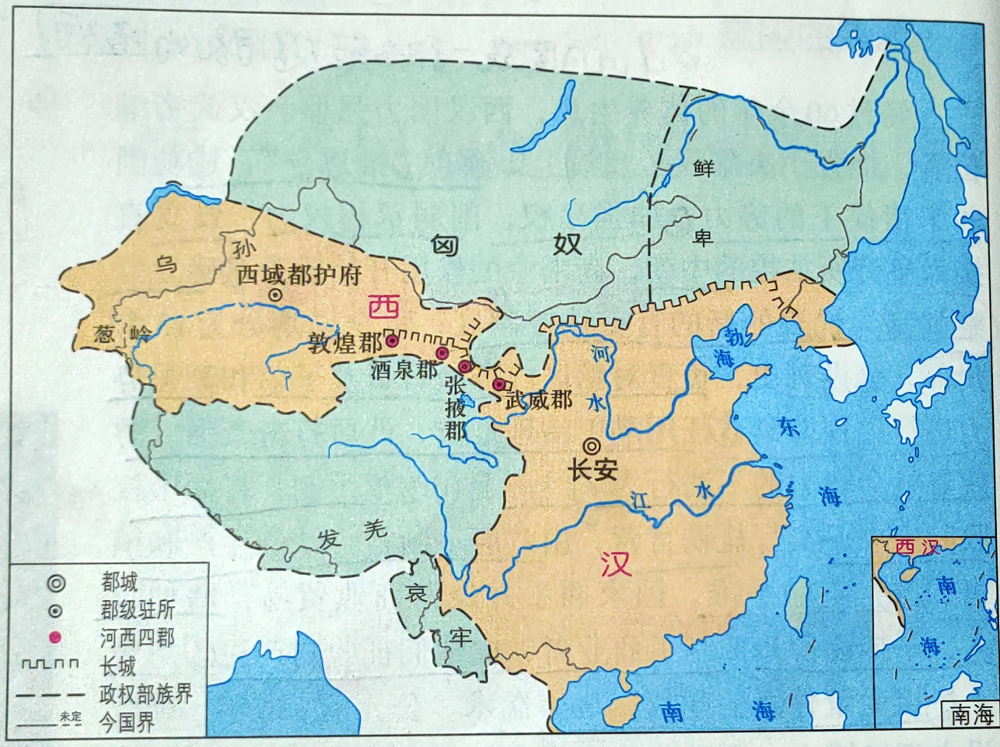 鲜卑
匈奴
乌孙
西域都护府
西汉
葱岭
敦煌郡
酒泉郡
张掖郡
武威郡
河水
勃海
长安
江水
东海
发羌
哀牢
南海
都城
郡级驻所
河西四郡
长城
政权部族界
未定
今国界
西汉
南海
南海